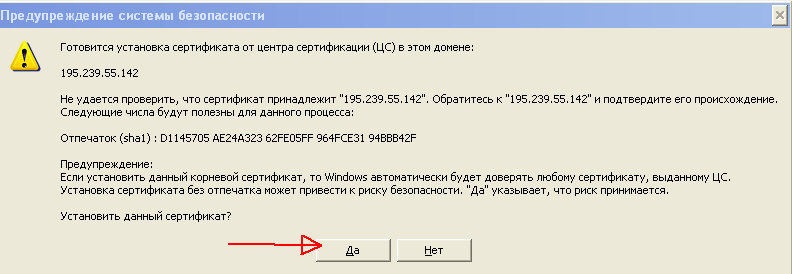 Предупреждение системы безопасности
Готовится установка сертификата от центра сертификации (ЦС) в этом домене:
195.239.55.142
Не удается проверить, что сертификат принадлежит "195.239.55.142". Обратитесь к "195.239.55.142" и подтвердите его происхождение.
Следующие числа будут полезны для данного процесса:
Отпечаток (sha1) : D1145705 AE24A323 62FE05FF 964FCE31 94BBB42F
Предупреждение:
Если установить данный корневой сертификат, то Windows автоматически будет доверять любому сертификату, выданному ЦС.
Установка сертификата без отпечатка может привести к риску безопасности. "Да" указывает, что риск принимается.
Установить данный сертификат?
Да Нет